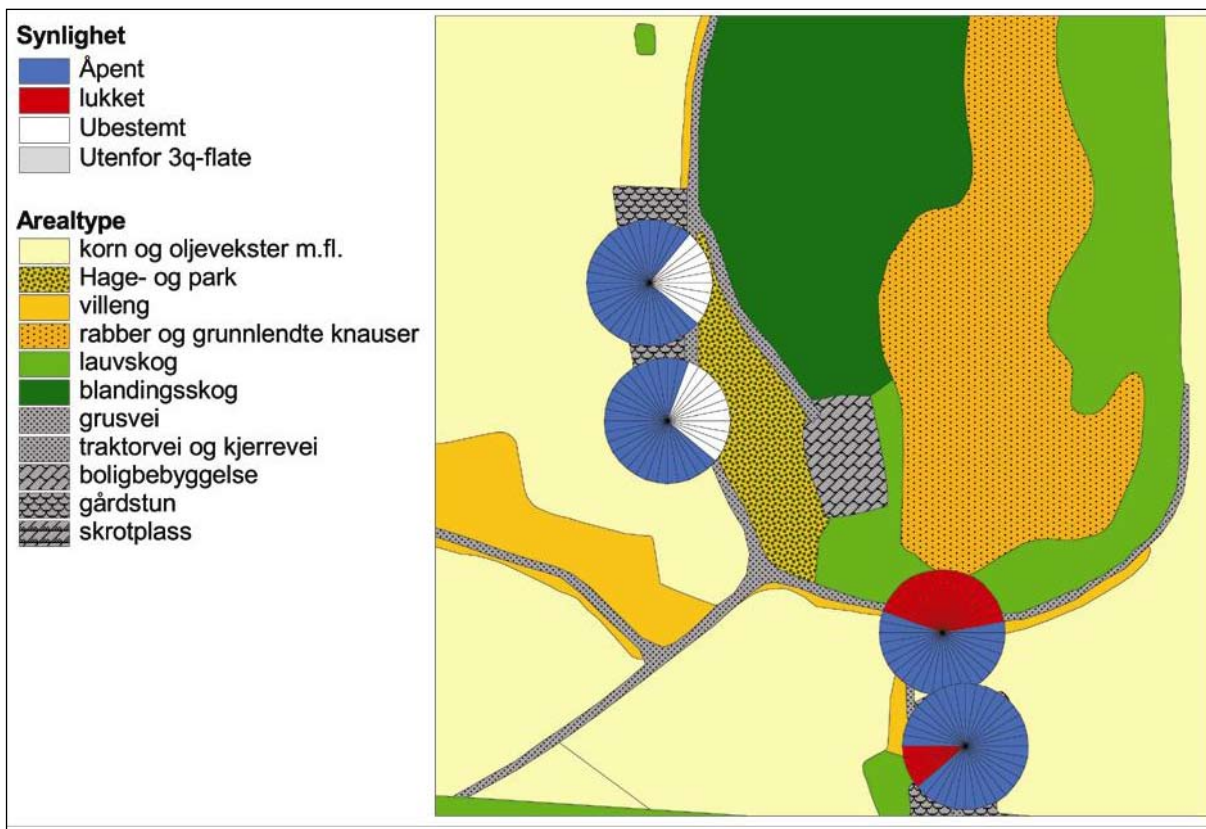 Synlighet
Åpent
lukket
Ubestemt
Utenfor 3q-flate
Arealtype
korn og oljevekster m.fl.
Hage- og park
villeng
rabber og grunnlendte knauser
lauvskog
blandingsskog
grusvei
traktorvei og kjerrevei
boligbebyggelse
gårdstun
skrotplass